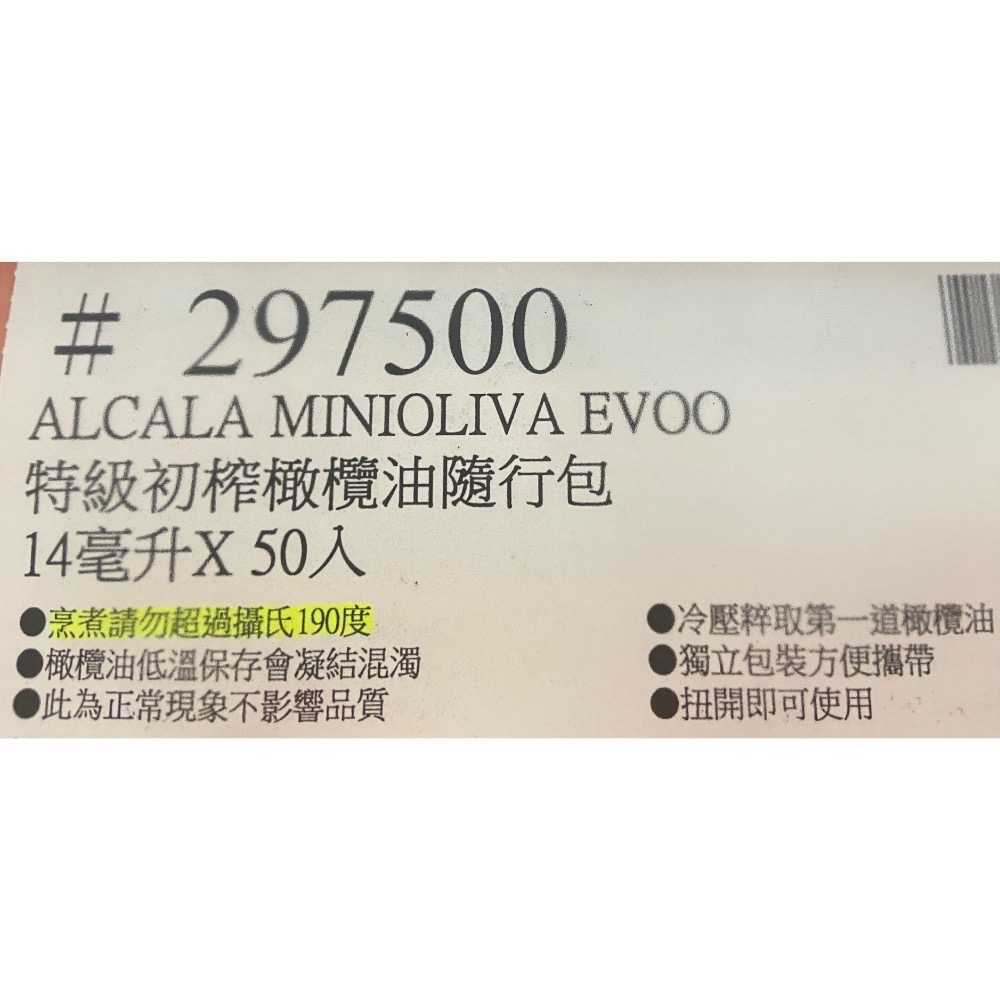 # 297500
ALCALA MINIOLIVA EVOO
特級初榨橄欖油隨行包
14毫升X 50入
●烹煮請勿超過攝氏190度
●橄欖油低溫保存會凝結混濁
●此為正常現象不影響品質
●冷壓粹取第一道橄欖油
●獨立包裝方便攜帶
●扭開即可使用